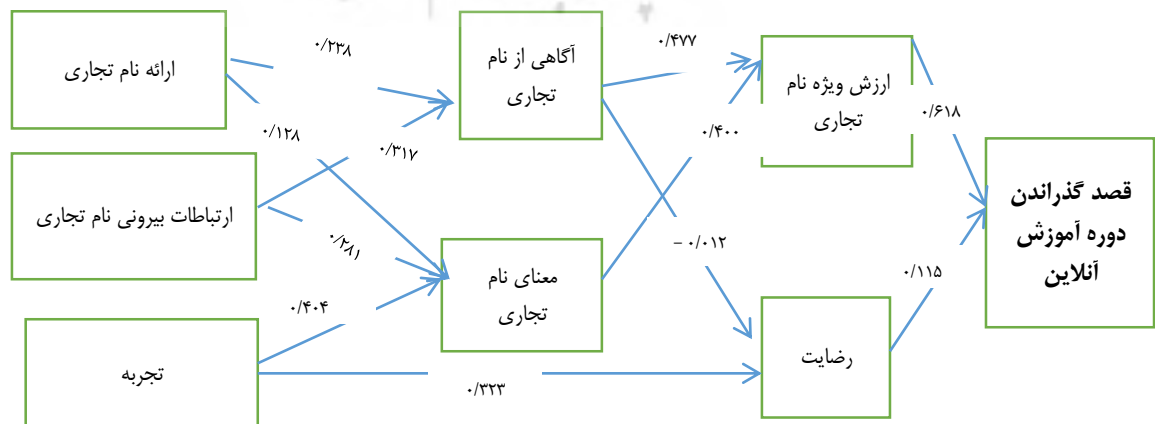 ارائه نام تجاری
ارتباطات بیرونی نام تجاری
تجربه
۰/۲۳۸
۰/۱۲۸
۰/۳۱۷
۰/۲۸۱
۰/۴۰۴
۰/۳۲۳
آگاهی از نام
تجاری
معنای نام
تجاری
۰/۴۷۷
۰/۴۰۰
– ۰/۰۱۲
ارزش ویژه نام
تجاری
رضایت
۰/۶۱۸
۰/۱۱۵
قصد گذراندن
دوره آموزش
آنلاین